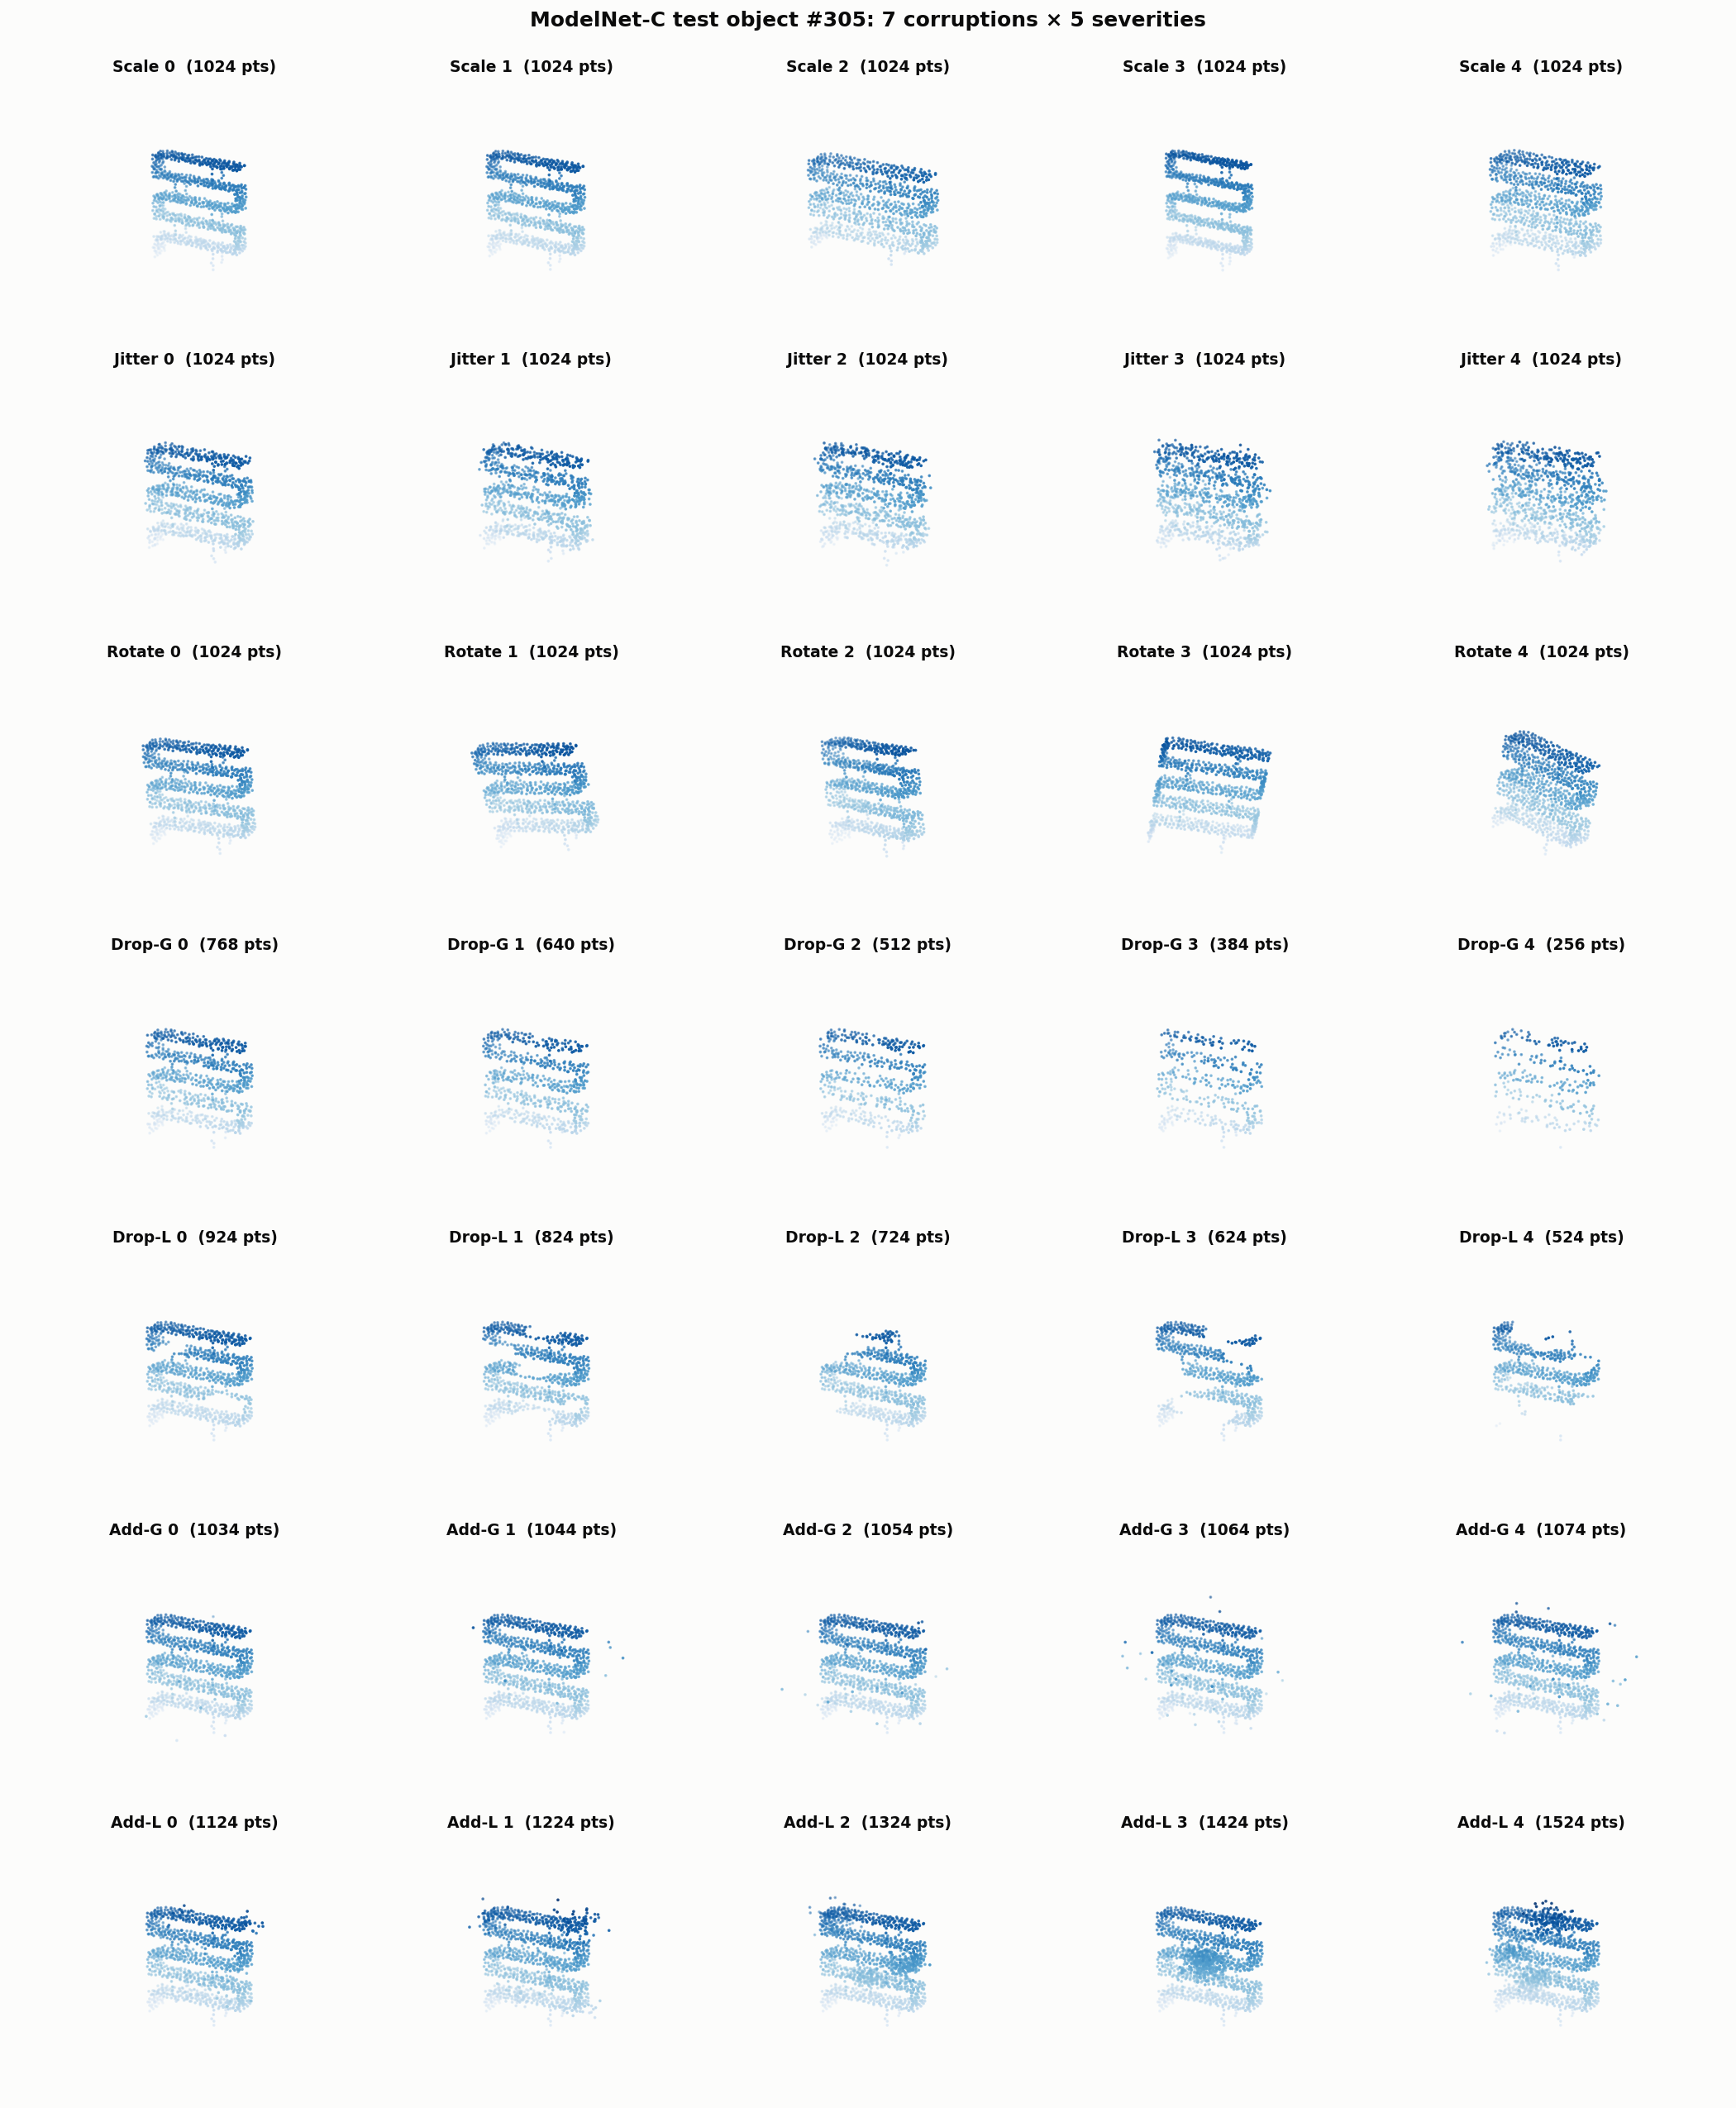 ModelNet-C test object #305: 7 corruptions × 5 severities
Scale 0 (1024 pts)
Scale 1 (1024 pts)
Scale 2 (1024 pts)
Scale 3 (1024 pts)
Scale 4 (1024 pts)
Jitter 0 (1024 pts)
Jitter 1 (1024 pts)
Jitter 2 (1024 pts)
Jitter 3 (1024 pts)
Jitter 4 (1024 pts)
Rotate 0 (1024 pts)
Rotate 1 (1024 pts)
Rotate 2 (1024 pts)
Rotate 3 (1024 pts)
Rotate 4 (1024 pts)
Drop-G 0 (768 pts)
Drop-G 1 (640 pts)
Drop-G 2 (512 pts)
Drop-G 3 (384 pts)
Drop-G 4 (256 pts)
Drop-L 0 (924 pts)
Drop-L 1 (824 pts)
Drop-L 2 (724 pts)
Drop-L 3 (624 pts)
Drop-L 4 (524 pts)
Add-G 0 (1034 pts)
Add-G 1 (1044 pts)
Add-G 2 (1054 pts)
Add-G 3 (1064 pts)
Add-G 4 (1074 pts)
Add-L 0 (1124 pts)
Add-L 1 (1224 pts)
Add-L 2 (1324 pts)
Add-L 3 (1424 pts)
Add-L 4 (1524 pts)